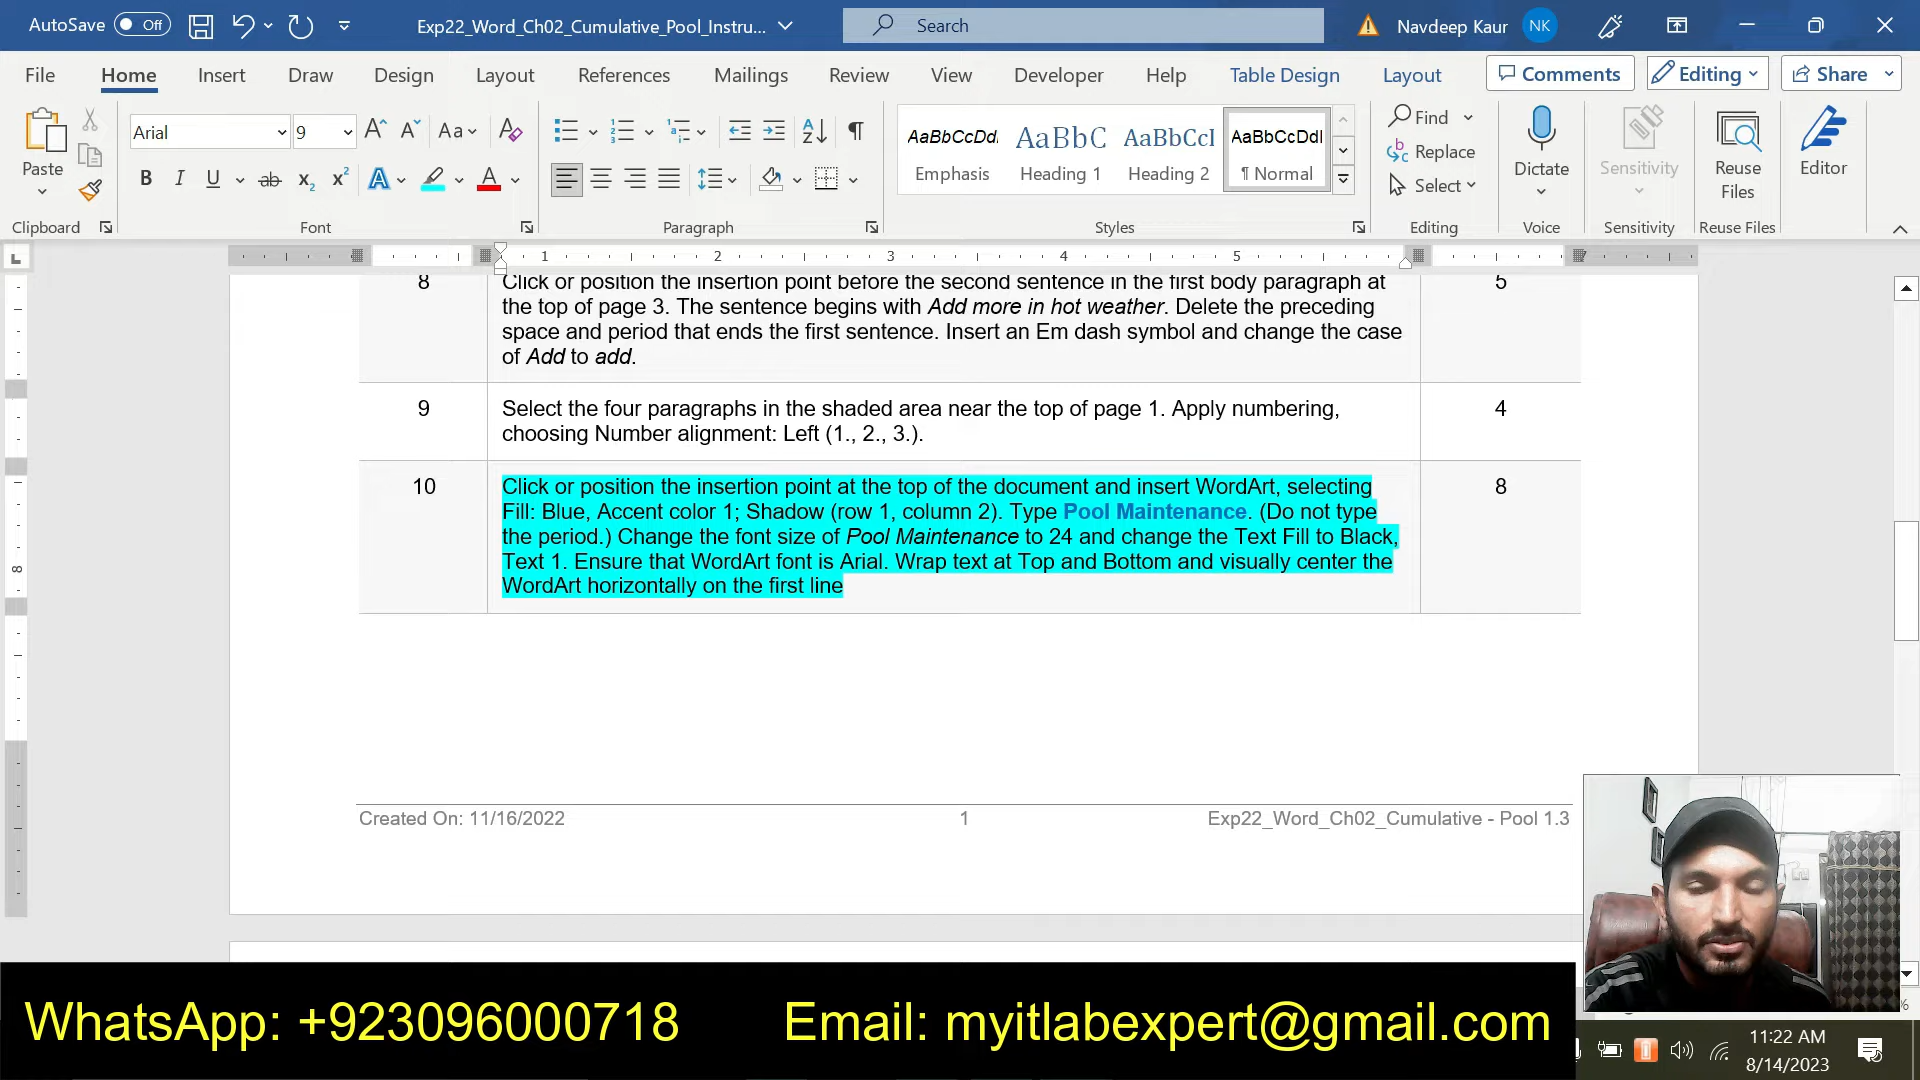 AutoSave Off Exp22_Word_Ch02_Cumulative_Pool_Instru... Search Navdeep Kaur NK
File Home Insert Draw Design Layout References Mailings Review View Developer Help Table Design Layout Comments Editing Share
Arial 9 Aa
AaBbCcDdI AaBbC AaBbCcI AaBbCcDdI
Find
Replace
Select
Paste
Emphasis Heading 1 Heading 2 ¶ Normal
Dictate Sensitivity Reuse Files Editor
Clipboard Font Paragraph Styles Editing Voice Sensitivity Reuse Files
1 2 3 4 5
8 Click or position the insertion point before the second sentence in the first body paragraph at 5
the top of page 3. The sentence begins with Add more in hot weather. Delete the preceding
space and period that ends the first sentence. Insert an Em dash symbol and change the case
of Add to add.
9 Select the four paragraphs in the shaded area near the top of page 1. Apply numbering, 4
choosing Number alignment: Left (1., 2., 3.).
10 Click or position the insertion point at the top of the document and insert WordArt, selecting 8
Fill: Blue, Accent color 1; Shadow (row 1, column 2). Type Pool Maintenance. (Do not type
the period.) Change the font size of Pool Maintenance to 24 and change the Text Fill to Black,
Text 1. Ensure that WordArt font is Arial. Wrap text at Top and Bottom and visually center the
WordArt horizontally on the first line
8
Created On: 11/16/2022 1 Exp22_Word_Ch02_Cumulative - Pool 1.3
WhatsApp: +923096000718 Email: myitlabexpert@gmail.com
11:22 AM
8/14/2023